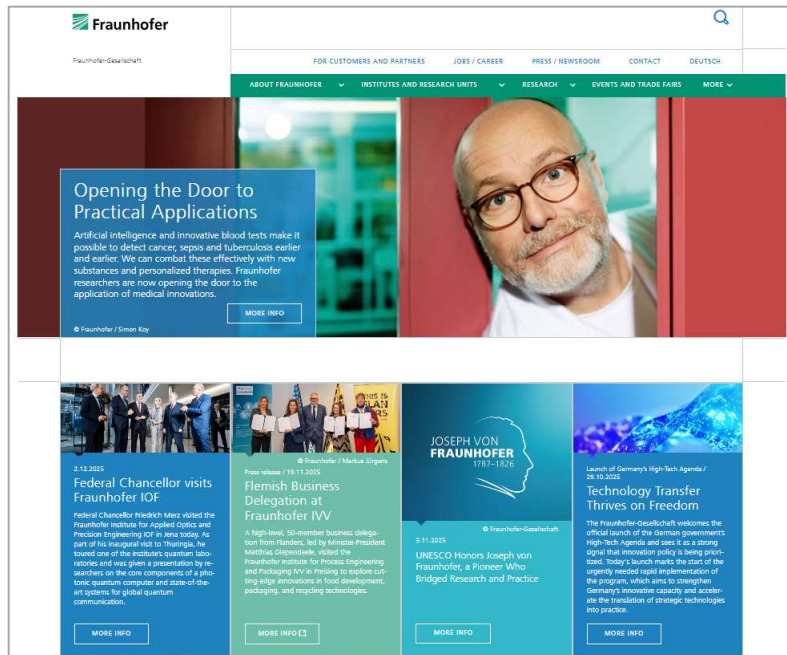 Fraunhofer
Fraunhofer-Gesellschaft
FOR CUSTOMERS AND PARTNERS JOBS / CAREER PRESS / NEWSROOM CONTACT DEUTSCH
ABOUT FRAUNHOFER INSTITUTES AND RESEARCH UNITS RESEARCH EVENTS AND TRADE FAIRS MORE
Opening the Door to
Practical Applications
Artificial intelligence and innovative blood tests make it
possible to detect cancer, sepsis and tuberculosis earlier
and earlier. We can combat these effectively with new
substances and personalized therapies. Fraunhofer
researchers are now opening the door to the
application of medical innovations.
MORE INFO
© Fraunhofer / Simon Koy
2.12.2025
Federal Chancellor visits
Fraunhofer IOF
Federal Chancellor Friedrich Merz visited the
Fraunhofer Institute for Applied Optics and
Precision Engineering IOF in Jena today. As
part of his inaugural visit to Thuringia, he
toured one of the institute's quantum labo-
ratories and was given a presentation by re-
searchers on the core components of a pho-
tonic quantum computer and state-of-the-
art systems for global quantum
communication.
MORE INFO
THIS IS
© Fraunhofer / Markus Jürgens
Press release / 19.11.2025
Flemish Business
Delegation at
Fraunhofer IVV
A high-level, 50-member business delega-
tion from Flanders, led by Minister-President
Matthias Diependaele, visited the
Fraunhofer Institute for Process Engineering
and Packaging IVV in Freising to explore cut-
ting-edge innovations in food development,
packaging, and recycling technologies.
MORE INFO
JOSEPH VON
FRAUNHOFER
1787–1826
© Fraunhofer-Gesellschaft
3.11.2025
UNESCO Honors Joseph von
Fraunhofer, a Pioneer Who
Bridged Research and Practice
MORE INFO
Launch of Germany's High-Tech Agenda /
29.10.2025
Technology Transfer
Thrives on Freedom
The Fraunhofer-Gesellschaft welcomes the
official launch of the German government's
High-Tech Agenda and sees it as a strong
signal that innovation policy is being priori-
tized. Today's launch marks the start of the
urgently needed rapid implementation of
the program, which aims to strengthen
Germany's innovative capacity and acceler-
ate the translation of strategic technologies
into practice.
MORE INFO